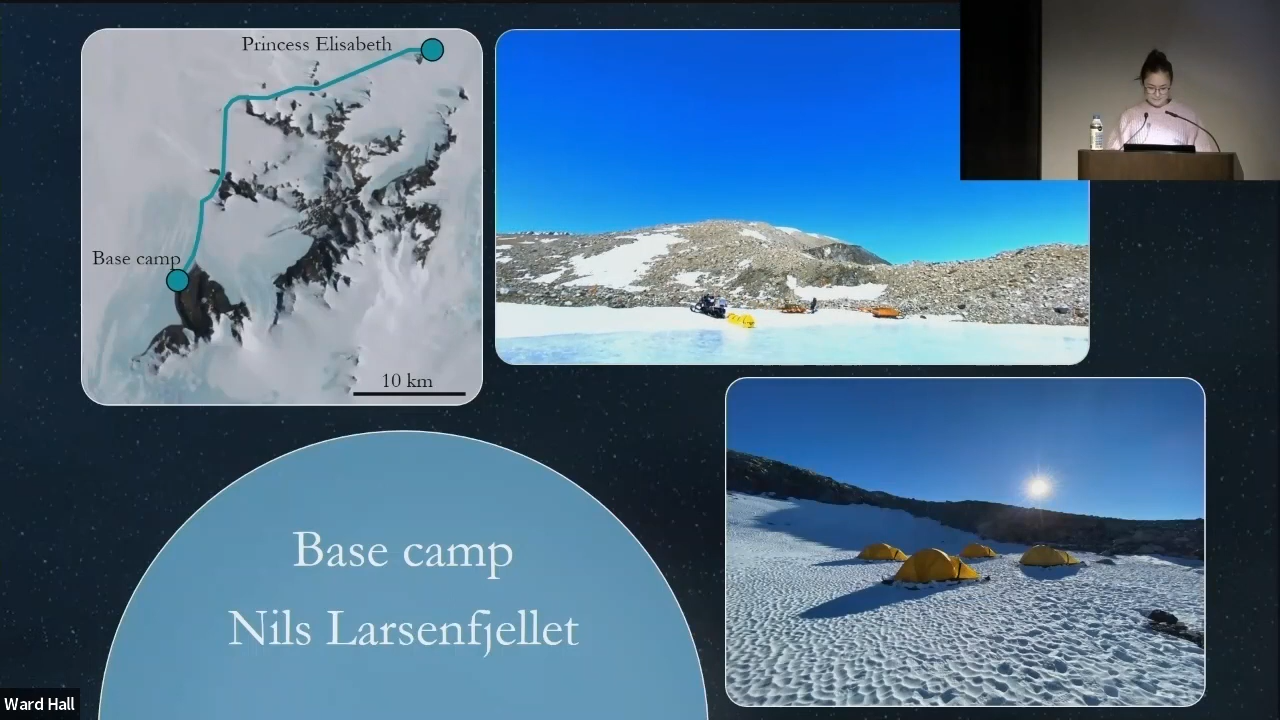 Princess Elisabeth
Base camp
10 km
Base camp
Nils Larsenfjellet
Ward Hall